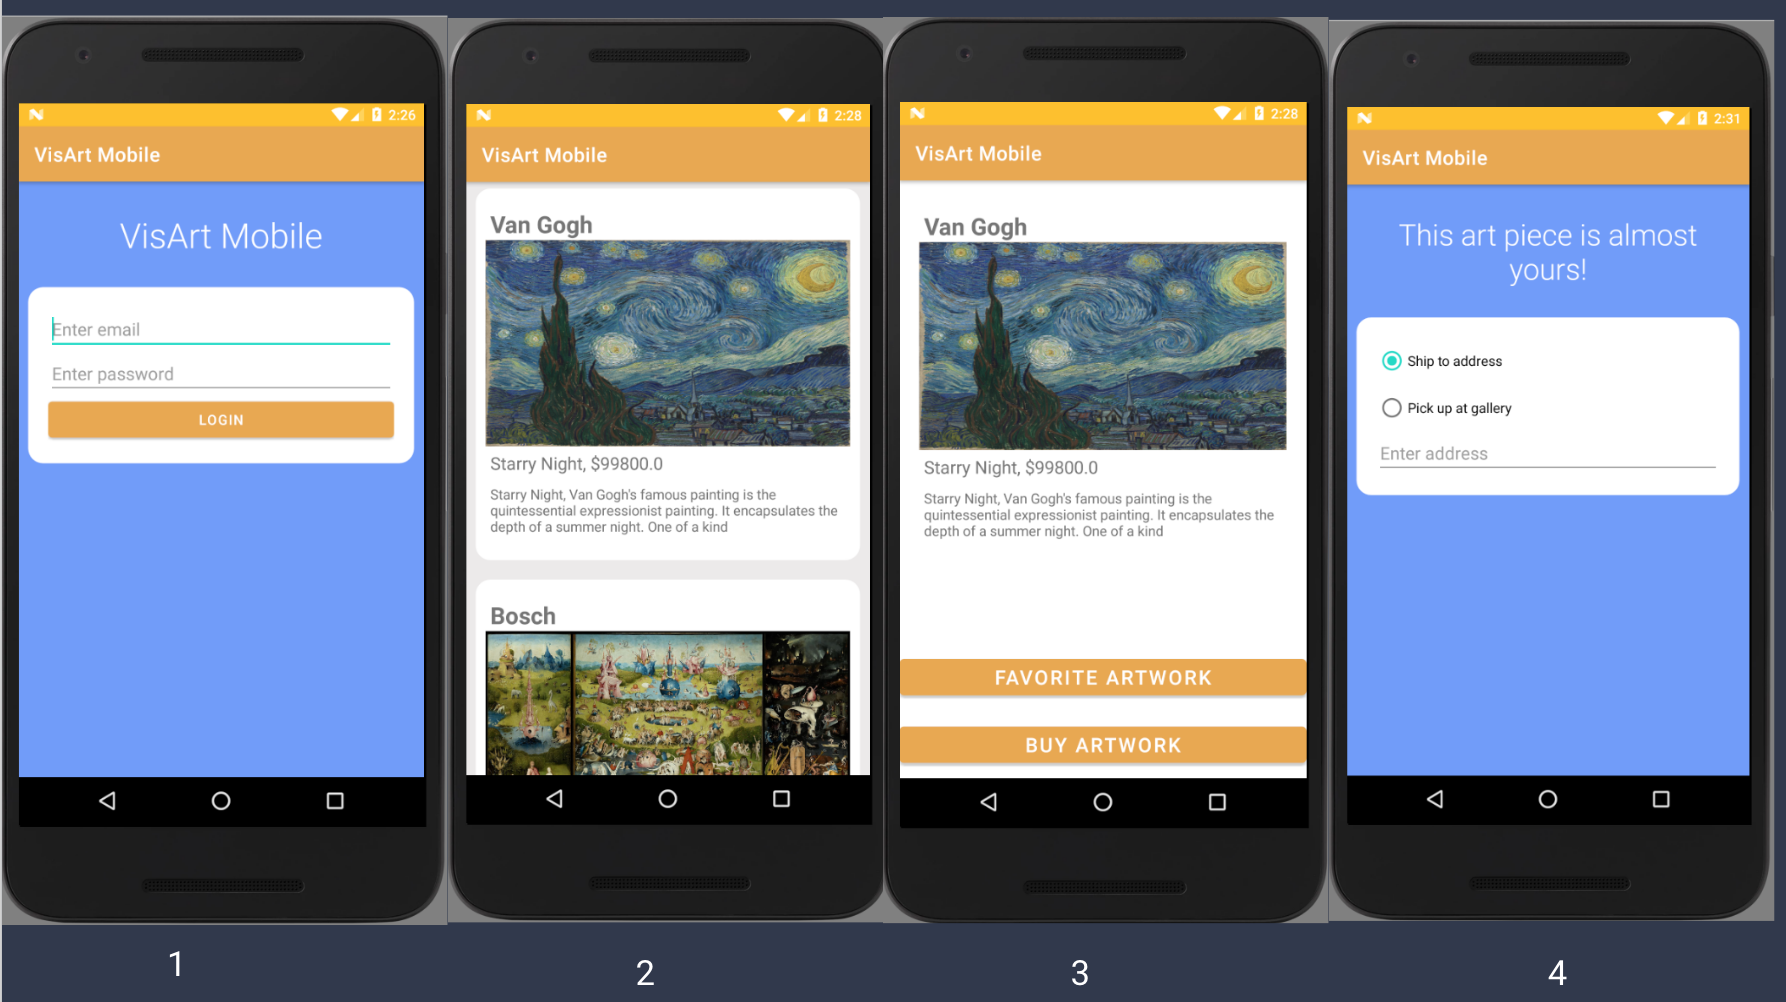 2:26
VisArt Mobile
VisArt Mobile
Enter email
Enter password
LOGIN
1
2:28
VisArt Mobile
Van Gogh
Starry Night, $99800.0
Starry Night, Van Gogh's famous painting is the
quintessential expressionist painting. It encapsulates the
depth of a summer night. One of a kind
Bosch
2
2:28
VisArt Mobile
Van Gogh
Starry Night, $99800.0
Starry Night, Van Gogh's famous painting is the
quintessential expressionist painting. It encapsulates the
depth of a summer night. One of a kind
FAVORITE ARTWORK
BUY ARTWORK
3
2:31
VisArt Mobile
This art piece is almost
yours!
Ship to address
Pick up at gallery
Enter address
4